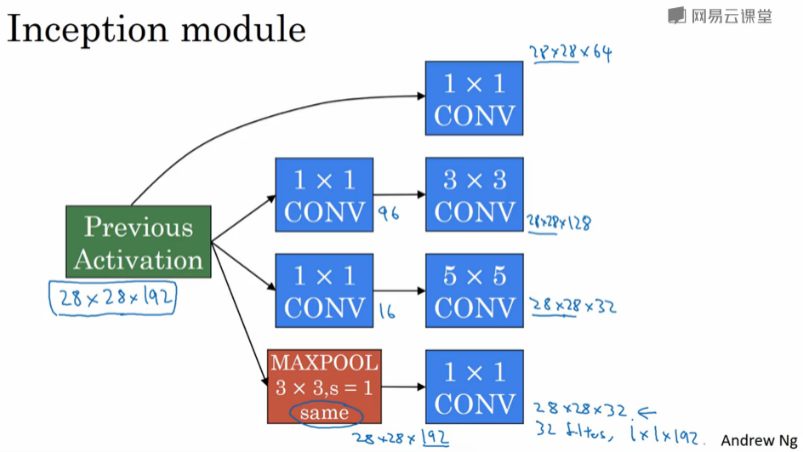 Inception module
网易云课堂
28×28×64
1 × 1
CONV
1 × 1
CONV
96
3 × 3
CONV
28×28×128
Previous
Activation
28×28×192
1 × 1
CONV
16
5 × 5
CONV
28×28×32
MAXPOOL
3 × 3,s = 1
same
28×28×192
1 × 1
CONV
28×28×32
32 filters, 1×1×192.
Andrew Ng